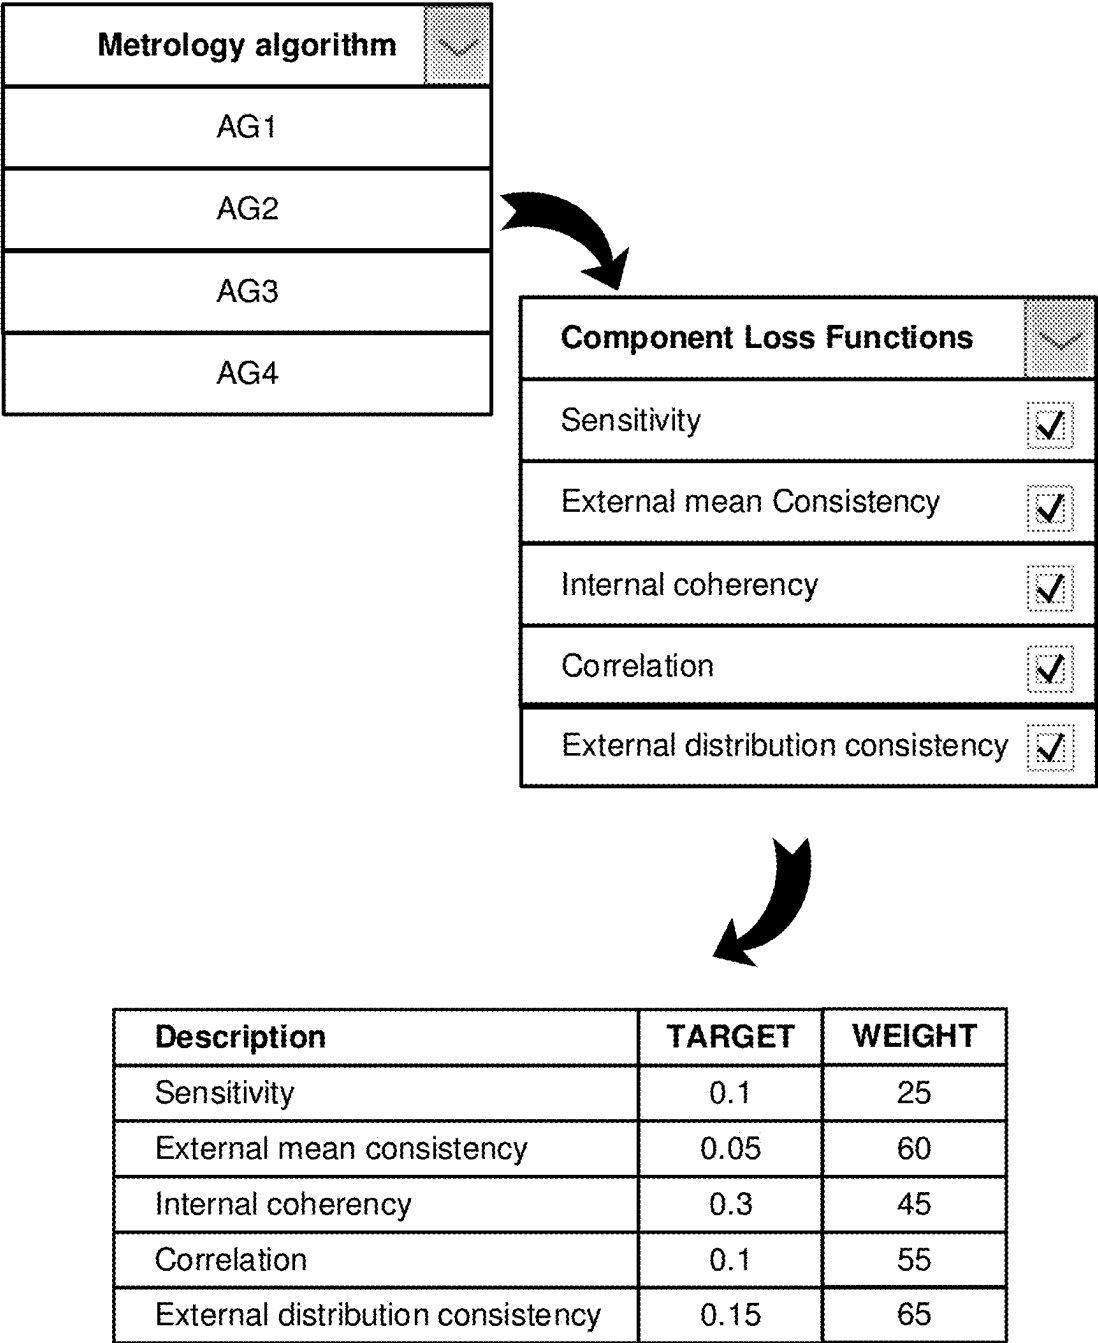 Metrology algorithm
AG1
AG2
AG3
AG4
Component Loss Functions
Sensitivity
External mean Consistency
Internal coherency
Correlation
External distribution consistency
Description TARGET WEIGHT
Sensitivity 0.1 25
External mean consistency 0.05 60
Internal coherency 0.3 45
Correlation 0.1 55
External distribution consistency 0.15 65